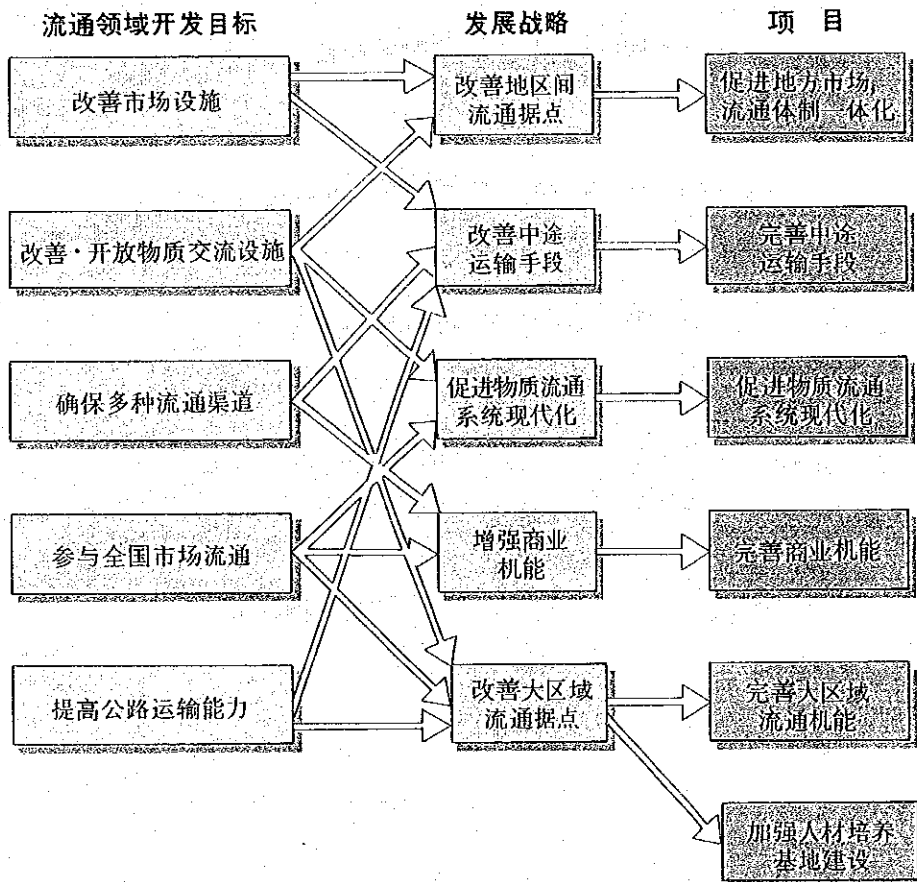 流通领域开发目标
发展战略
项 目
改善市场设施
改善地区间
流通据点
促进地方市场,
流通体制一体化
改善·开放物质交流设施
改善中途
运输手段
完善中途
运输手段
确保多种流通渠道
促进物质流通
系统现代化
促进物质流通
系统现代化
参与全国市场流通
增强商业
机能
完善商业机能
提高公路运输能力
改善大区域
流通据点
完善大区域
流通机能
加强人材培养
基地建设